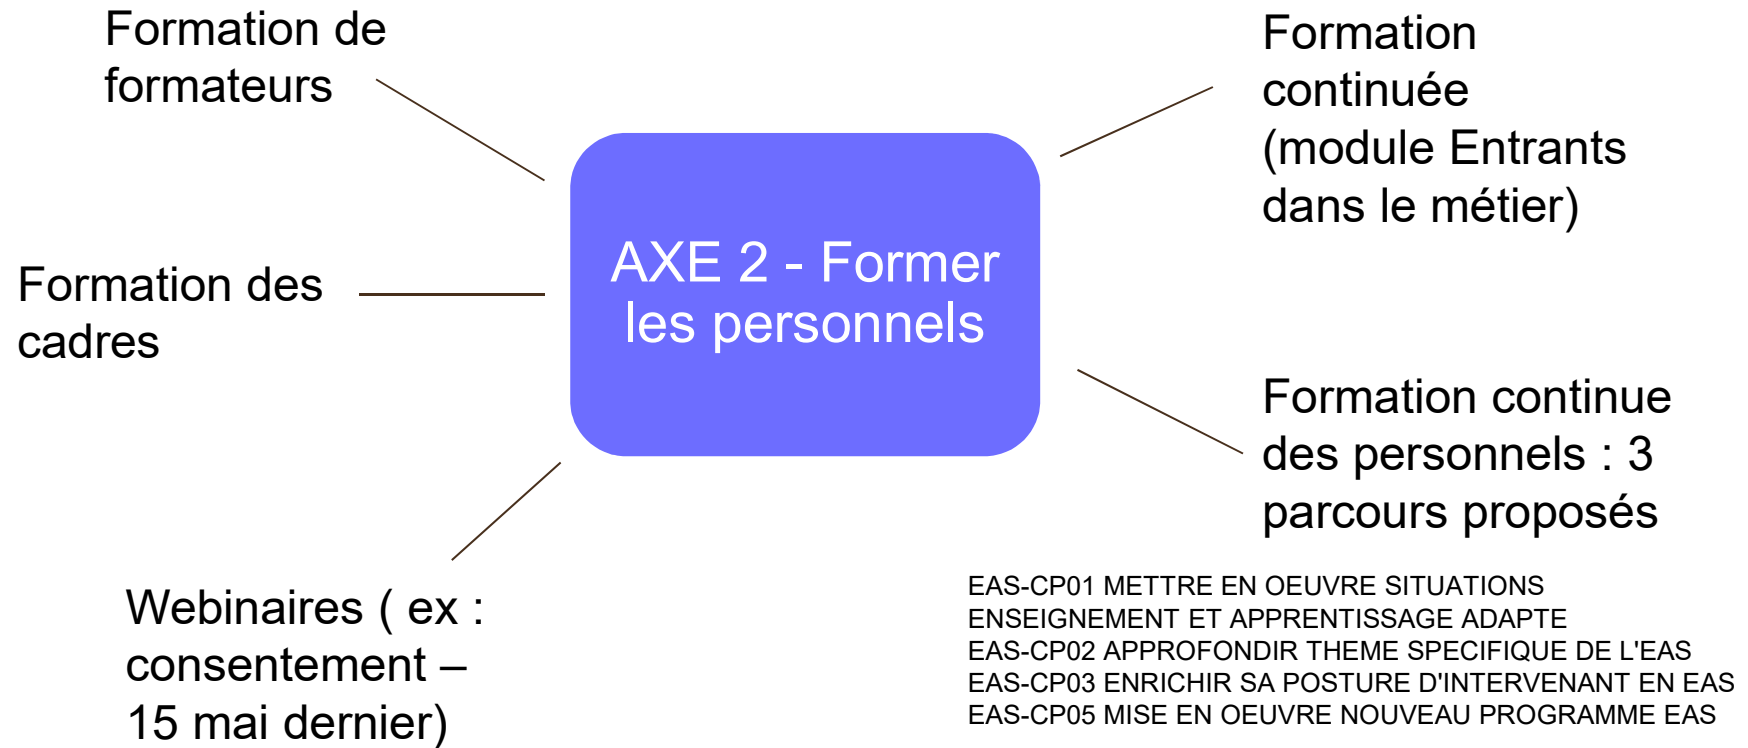 Formation de
formateurs
Formation
continuée
(module Entrants
dans le métier)
AXE 2 - Former
les personnels
Formation des
cadres
Formation continue
des personnels : 3
parcours proposés
Webinaires ( ex :
consentement –
15 mai dernier)
EAS-CP01 METTRE EN OEUVRE SITUATIONS
ENSEIGNEMENT ET APPRENTISSAGE ADAPTE
EAS-CP02 APPROFONDIR THEME SPECIFIQUE DE L'EAS
EAS-CP03 ENRICHIR SA POSTURE D'INTERVENANT EN EAS
EAS-CP05 MISE EN OEUVRE NOUVEAU PROGRAMME EAS